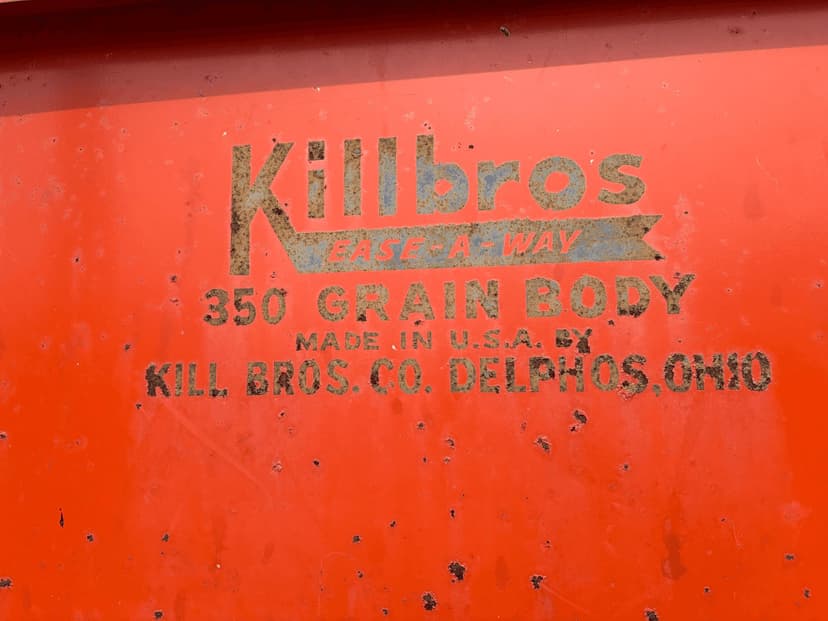 Killbros
EASE-A-WAY
350 GRAIN BODY
MADE IN U.S.A. BY
KILL BROS. CO. DELPHOS, OHIO